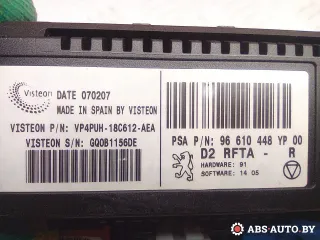 Visteon
DATE 070207
MADE IN SPAIN BY VISTEON
VISTEON P/N: VP4PUH-18C612-AEA
VISTEON S/N: GQ081156DE
PSA P/N: 96 610 448 YP 00
D2 RFTA - R
HARDWARE: 91
SOFTWARE: 14 05
ABS-AUTO.BY